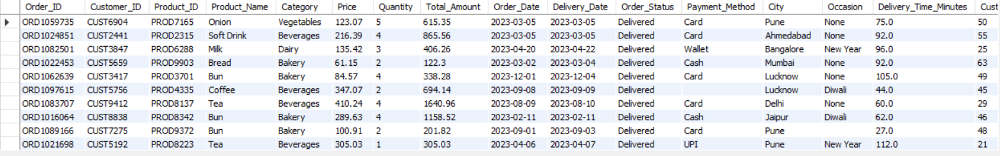 Order_ID Customer_ID Product_ID Product_Name Category Price Quantity Total_Amount Order_Date Delivery_Date Order_Status Payment_Method City Occasion Delivery_Time_Minutes Cust
ORD1059735 CUST6904 PROD7165 Onion Vegetables 123.07 5 615.35 2023-03-05 2023-03-05 Delivered Card Pune None 75.0 50
ORD1024851 CUST2441 PROD2315 Soft Drink Beverages 216.39 4 865.56 2023-03-05 2023-03-05 Delivered Card Ahmedabad None 92.0 55
ORD1082501 CUST3847 PROD6288 Milk Dairy 135.42 3 406.26 2023-04-20 2023-04-22 Delivered Wallet Bangalore New Year 96.0 25
ORD1022453 CUST5659 PROD9903 Bread Bakery 61.15 2 122.3 2023-03-02 2023-03-04 Delivered Cash Mumbai None 92.0 63
ORD1062639 CUST3417 PROD3701 Bun Bakery 84.57 4 338.28 2023-12-01 2023-12-04 Delivered Card Lucknow None 105.0 49
ORD1097615 CUST5756 PROD4335 Coffee Beverages 347.07 2 694.14 2023-09-08 2023-09-09 Delivered Lucknow Diwali 44.0 45
ORD1083707 CUST9412 PROD8137 Tea Beverages 410.24 4 1640.96 2023-08-09 2023-08-10 Delivered Card Delhi None 60.0 29
ORD1016064 CUST8838 PROD8342 Bun Bakery 289.63 4 1158.52 2023-02-11 2023-02-11 Delivered Cash Jaipur Diwali 62.0 46
ORD1089166 CUST7275 PROD9372 Bun Bakery 100.91 2 201.82 2023-09-01 2023-09-03 Delivered Card Pune 27.0 48
ORD1021698 CUST5192 PROD8223 Tea Beverages 305.03 1 305.03 2023-04-06 2023-04-07 Delivered UPI Pune New Year 112.0 21